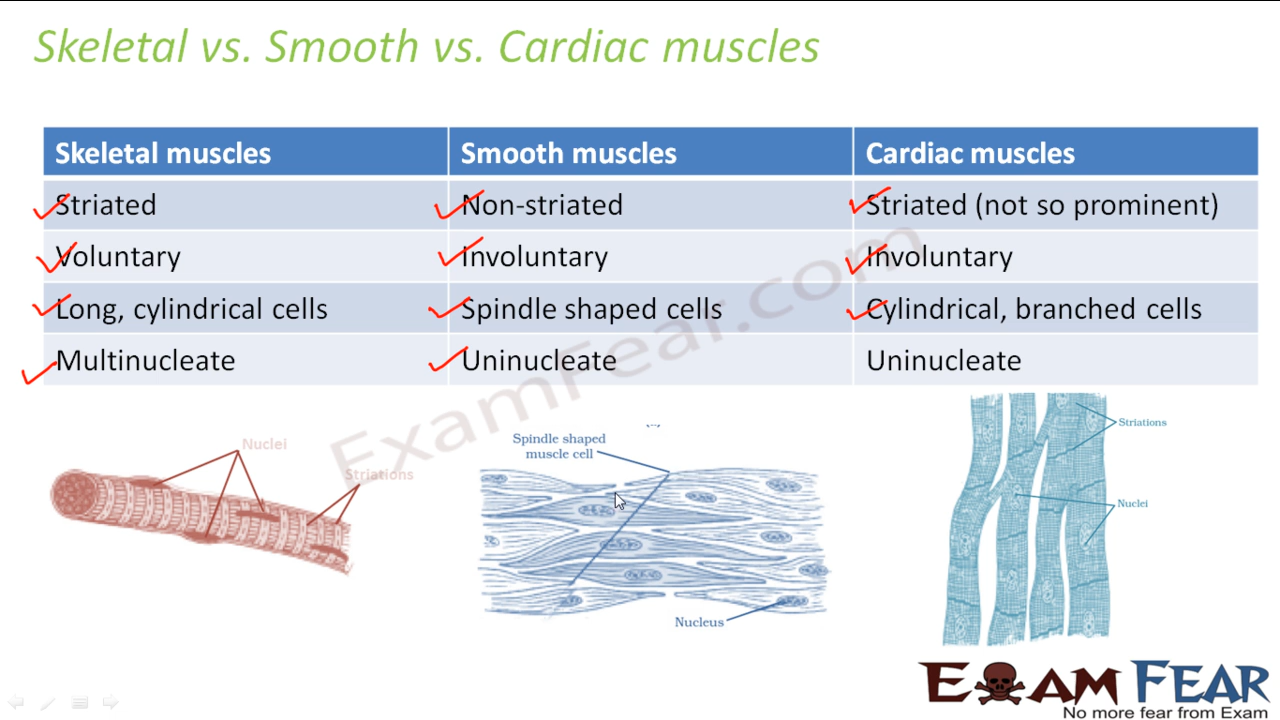 Skeletal vs. Smooth vs. Cardiac muscles
Skeletal muscles Smooth muscles Cardiac muscles
Striated Non-striated Striated (not so prominent)
Voluntary Involuntary Involuntary
Long, cylindrical cells Spindle shaped cells Cylindrical, branched cells
Multinucleate Uninucleate Uninucleate
ExamFear.com
Nuclei
Striations
Spindle shaped
muscle cell
Nucleus
Striations
Nuclei
EXAM FEAR
No more fear from Exam